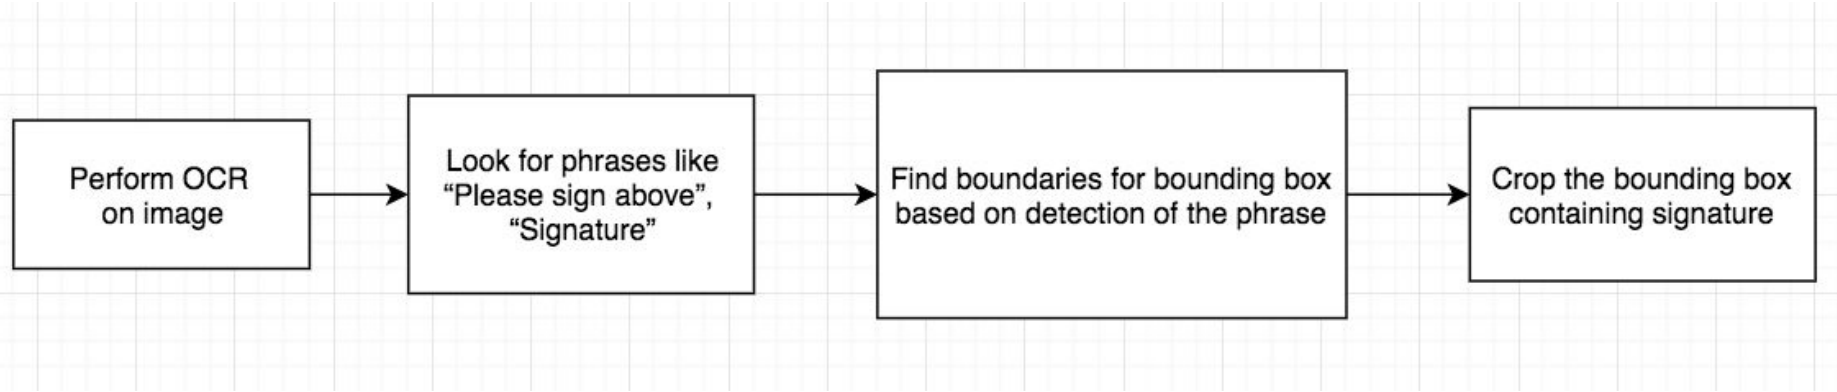 Perform OCR
on image
Look for phrases like
“Please sign above”,
“Signature”
Find boundaries for bounding box
based on detection of the phrase
Crop the bounding box
containing signature